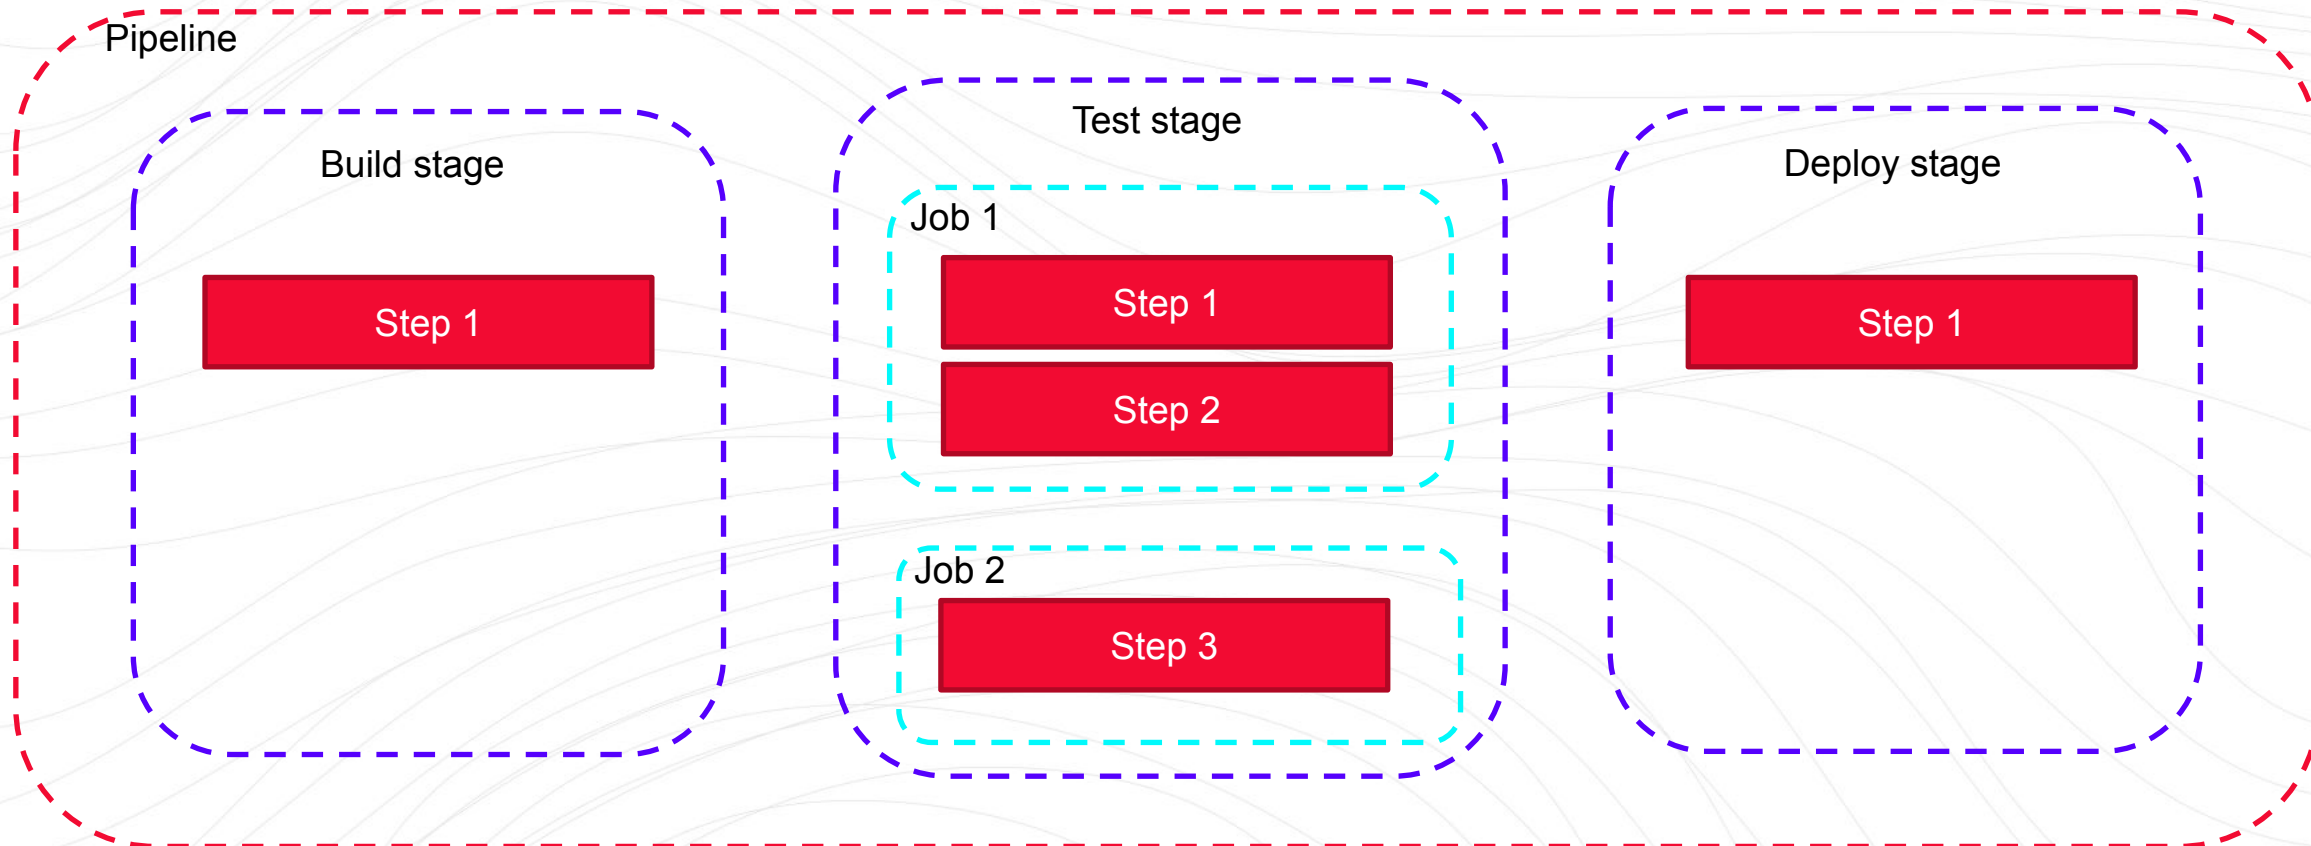 Pipeline
Build stage
Step 1
Test stage
Job 1
Step 1
Step 2
Job 2
Step 3
Deploy stage
Step 1